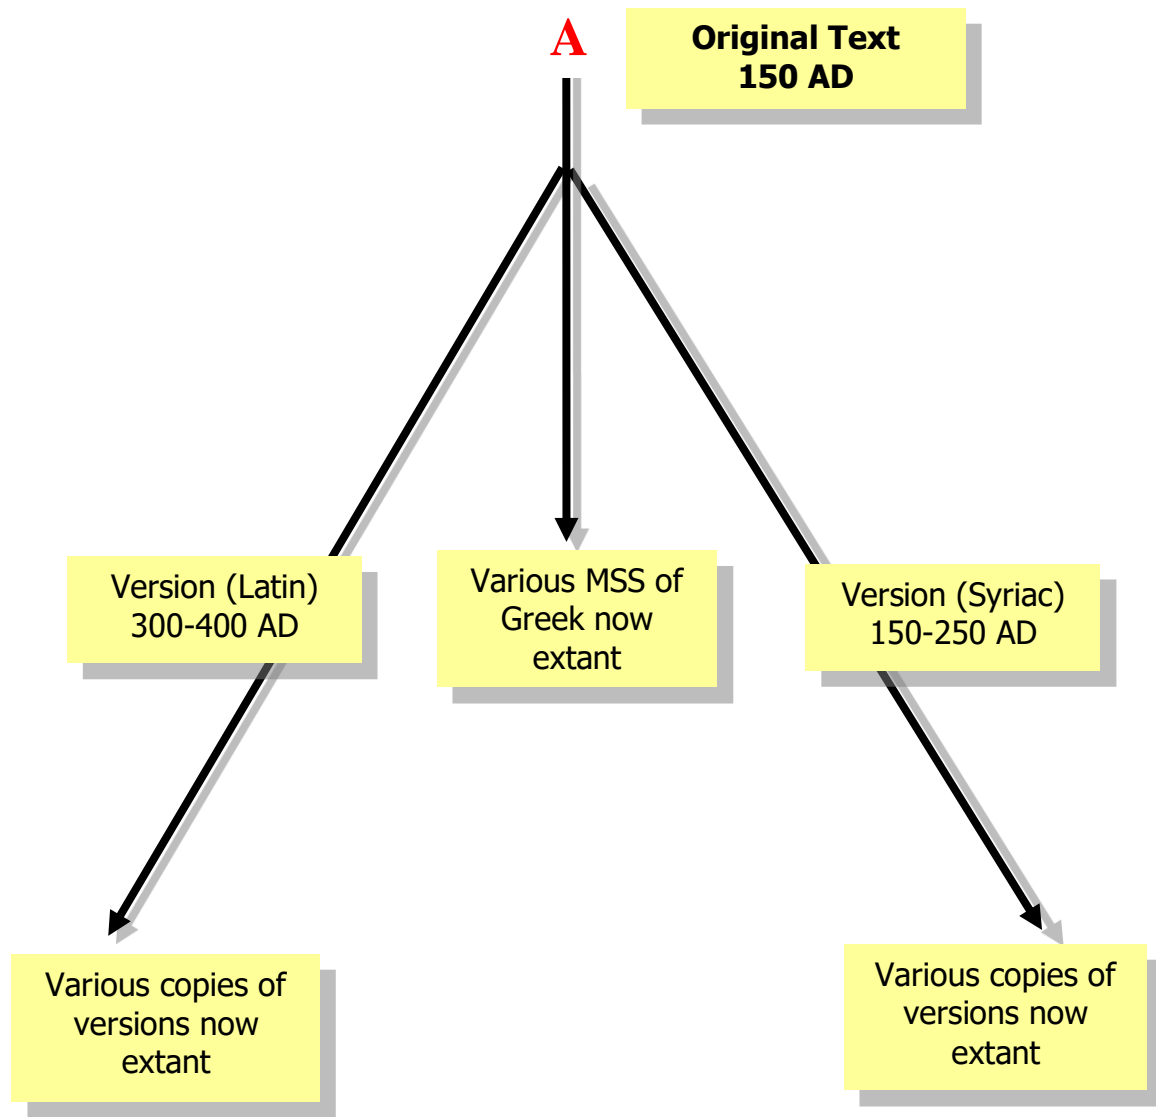 A
Original Text
150 AD
Version (Latin)
300-400 AD
Various MSS of
Greek now
extant
Version (Syriac)
150-250 AD
Various copies of
versions now
extant
Various copies of
versions now
extant